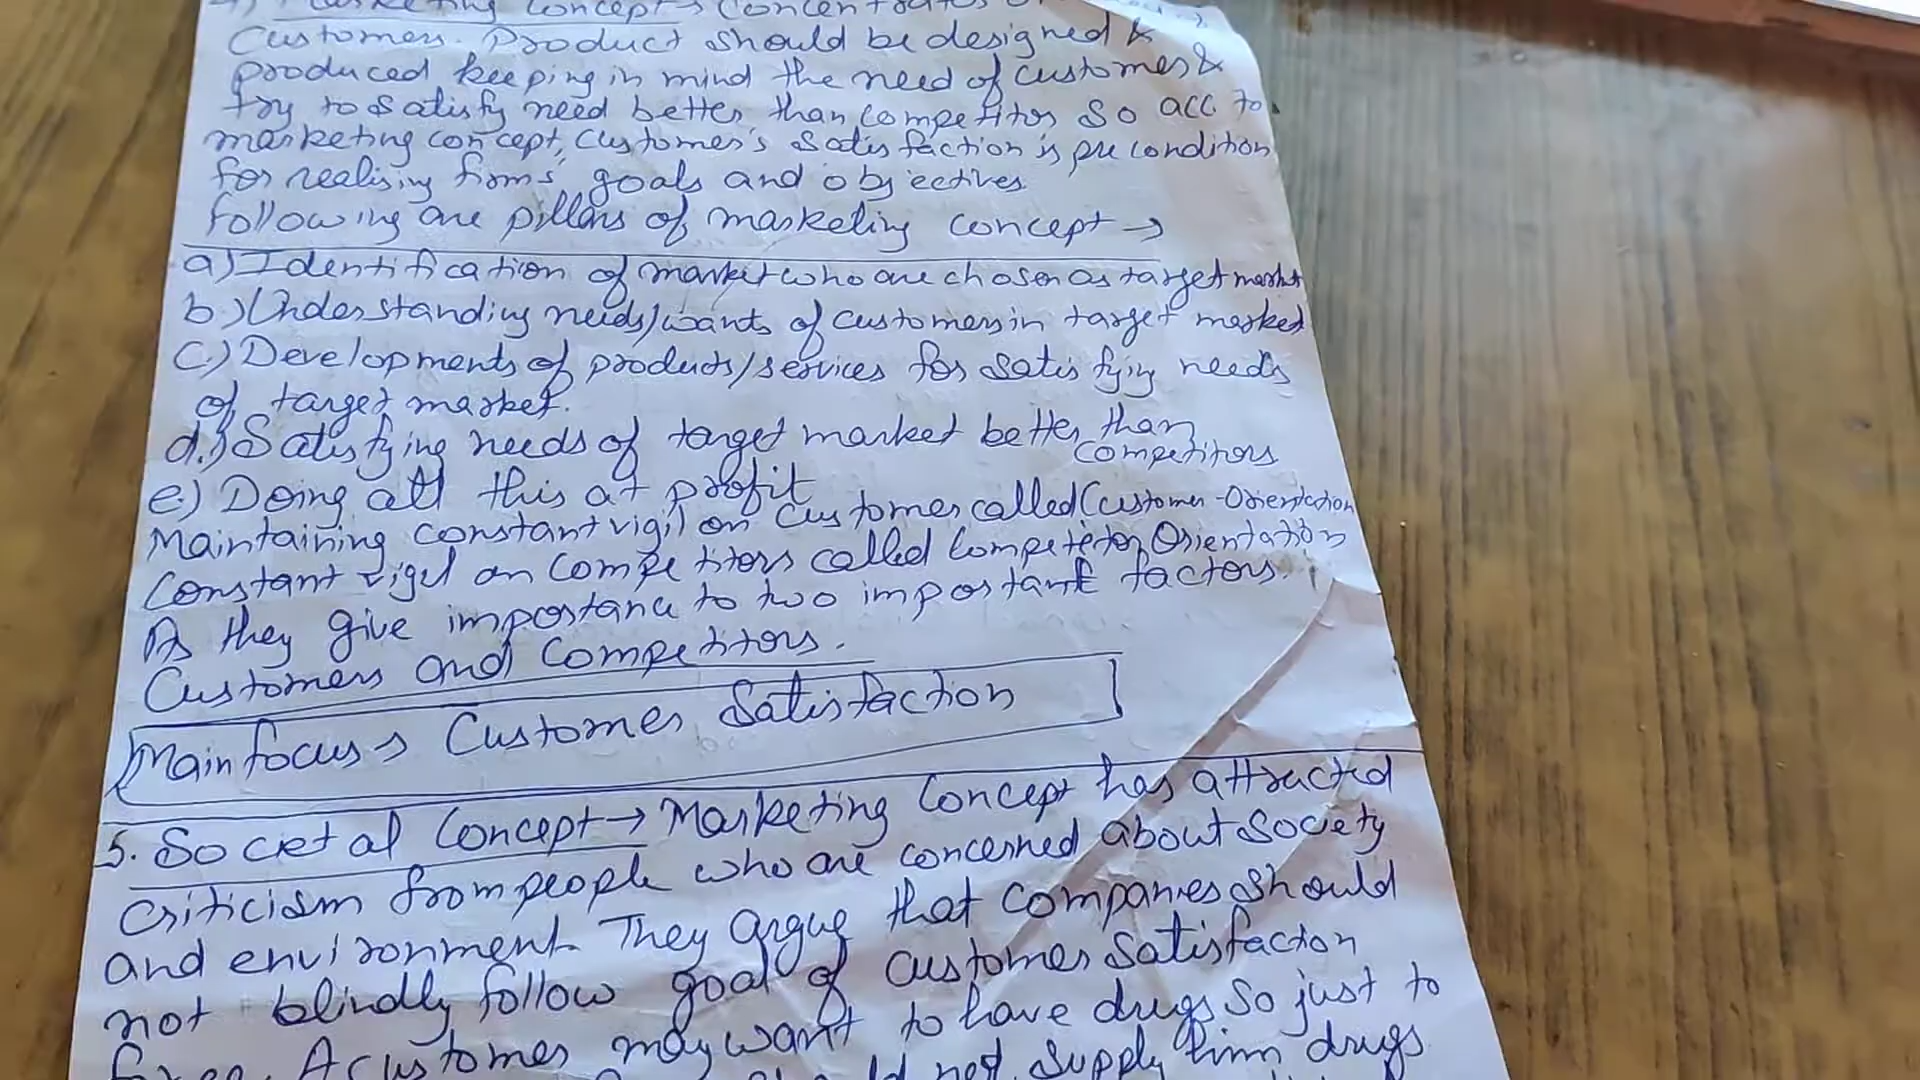 Marketing Concept → Concentrates on
Customers. Product should be designed &
produced keeping in mind the need of customers &
try to satisfy need better than competitor so acc. to
marketing concept, customer's satisfaction is pre condition
for realising firms' goals and objectives.
following are pillars of marketing concept →
a) Identification of market who are chosen as target market
b) Understanding needs/wants of customers in target market
C.) Developments of products/services for satisfying needs
of target market.
d.) Satisfying needs of target market better than
competitors
e.) Doing all this at profit
Maintaining constant vigil on customer called Customer-Orientation
Constant vigil on competitors called Competitor Orientation
As they give importance to two important factors.
Customers and Competitors.
Main focus → Customer Satisfaction
5. Societal Concept → Marketing Concept has attracted
criticism from people who are concerned about society
and environment. They argue that companies should
not blindly follow goal of customer satisfaction
A customer may want to have drugs so just to
not supply him drugs